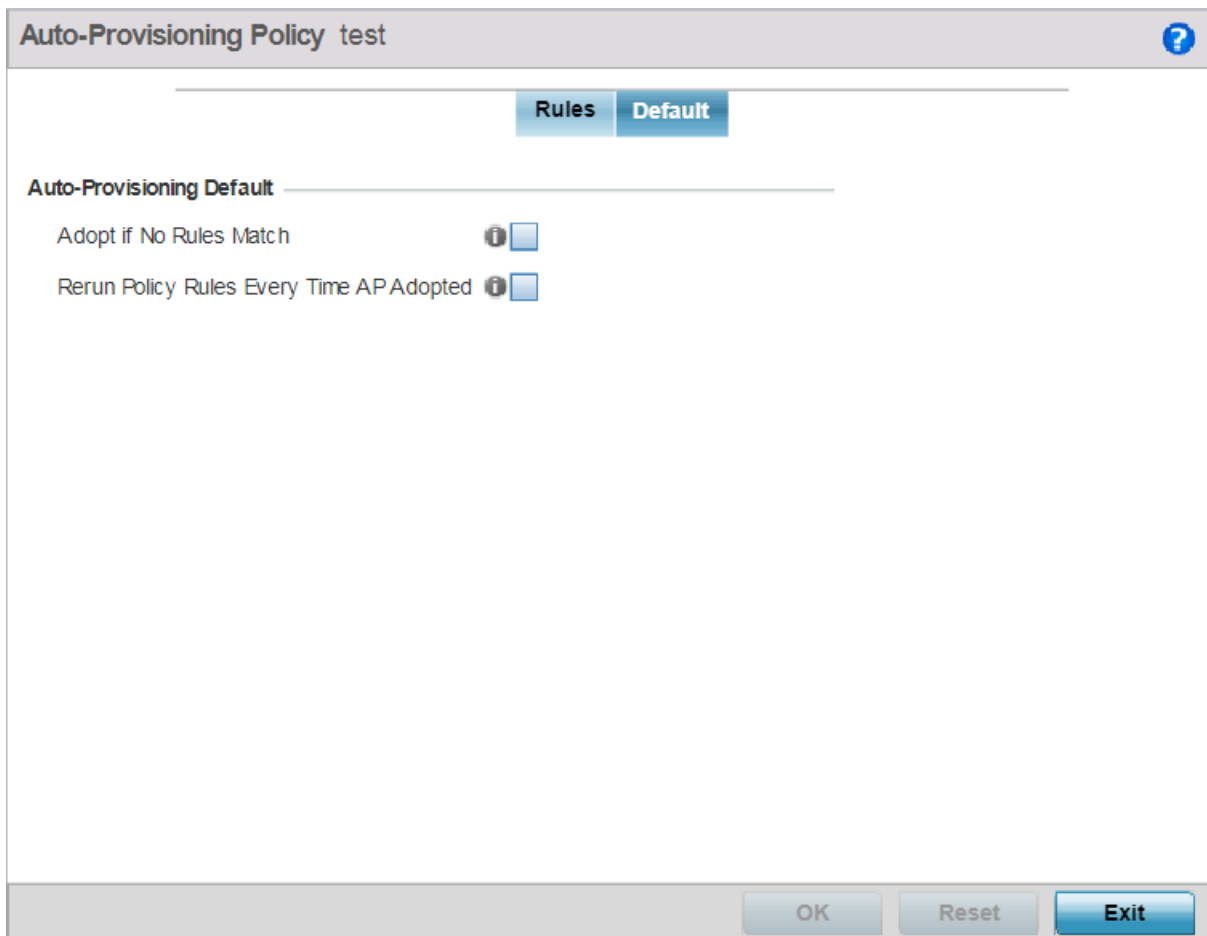 Auto-Provisioning Policy test
?
Rules Default
Auto-Provisioning Default
Adopt if No Rules Match
Rerun Policy Rules Every Time AP Adopted
OK Reset Exit